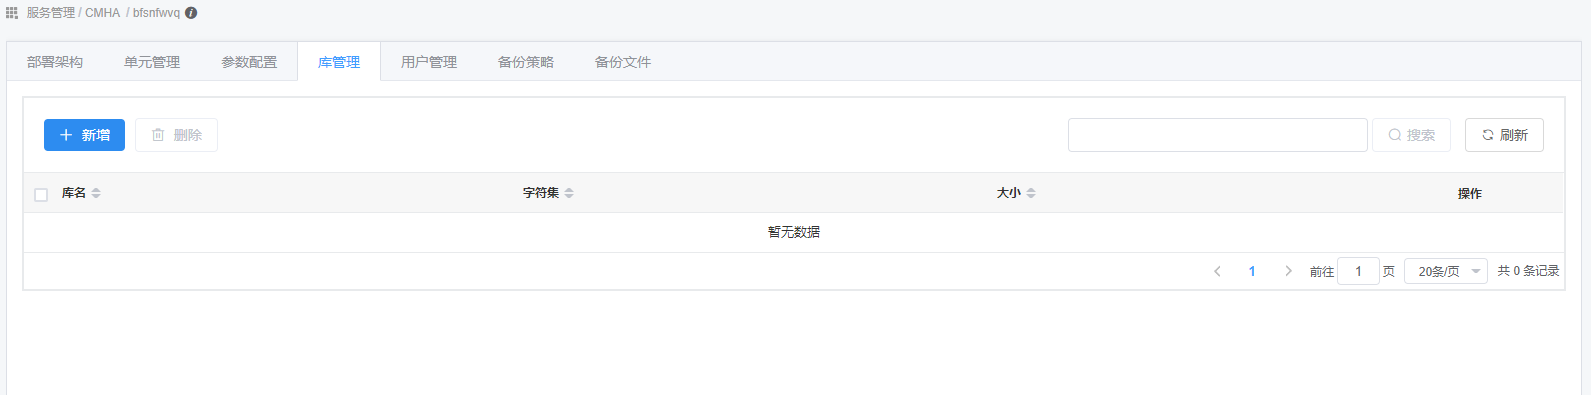 服务管理 / CMHA / bfsnfwvq
部署架构 单元管理 参数配置 库管理 用户管理 备份策略 备份文件
新增 删除 搜索 刷新
库名 字符集 大小 操作
暂无数据
1 前往 1 页 20条/页 共 0 条记录